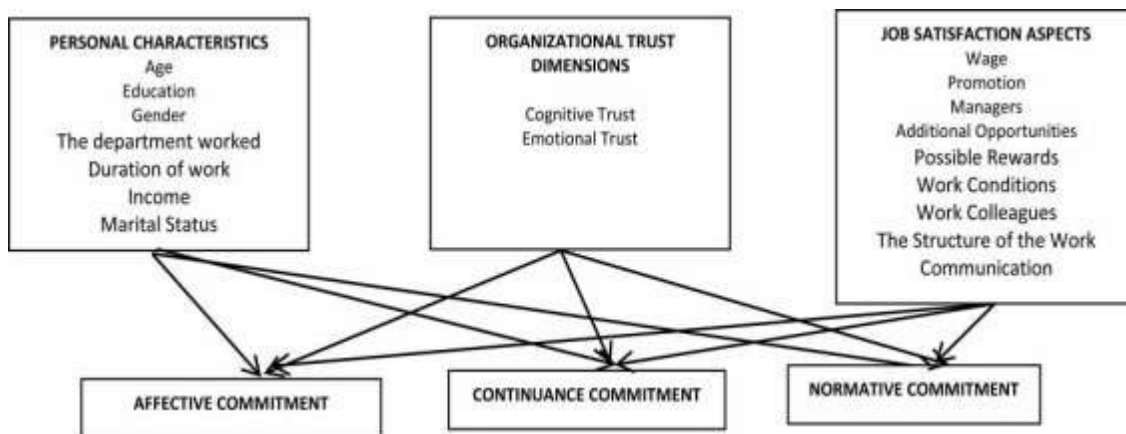 PERSONAL CHARACTERISTICS
Age
Education
Gender
The department worked
Duration of work
Income
Marital Status
ORGANIZATIONAL TRUST
DIMENSIONS
Cognitive Trust
Emotional Trust
JOB SATISFACTION ASPECTS
Wage
Promotion
Managers
Additional Opportunities
Possible Rewards
Work Conditions
Work Colleagues
The Structure of the Work
Communication
AFFECTIVE COMMITMENT
CONTINUANCE COMMITMENT
NORMATIVE COMMITMENT